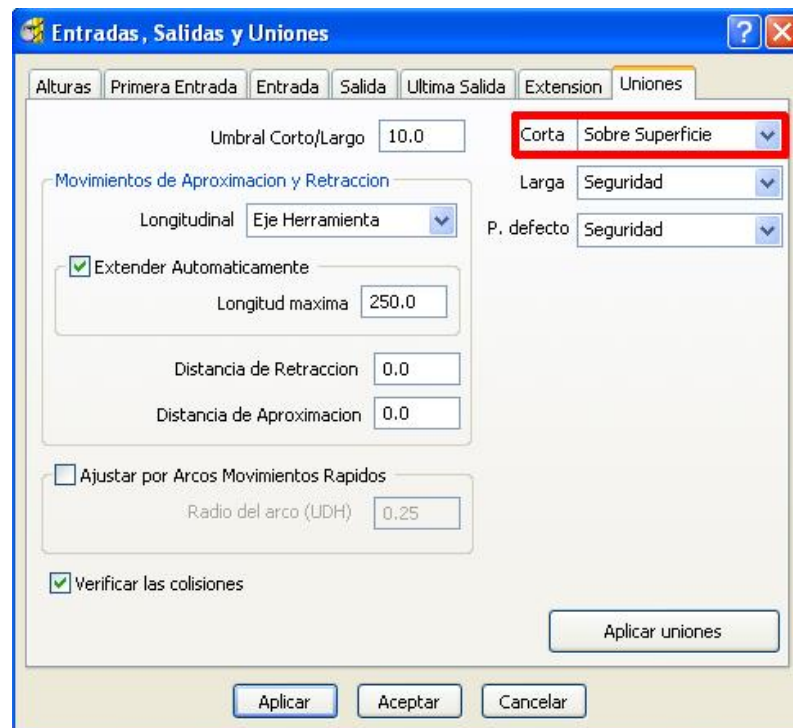 Entradas, Salidas y Uniones
Alturas Primera Entrada Entrada Salida Ultima Salida Extension Uniones
Umbral Corto/Largo 10.0
Corta Sobre Superficie
Movimientos de Aproximacion y Retraccion
Larga Seguridad
Longitudinal Eje Herramienta
P. defecto Seguridad
Extender Automaticamente
Longitud maxima 250.0
Distancia de Retraccion 0.0
Distancia de Aproximacion 0.0
Ajustar por Arcos Movimientos Rapidos
Radio del arco (UDH) 0.25
Verificar las colisiones
Aplicar uniones
Aplicar Aceptar Cancelar